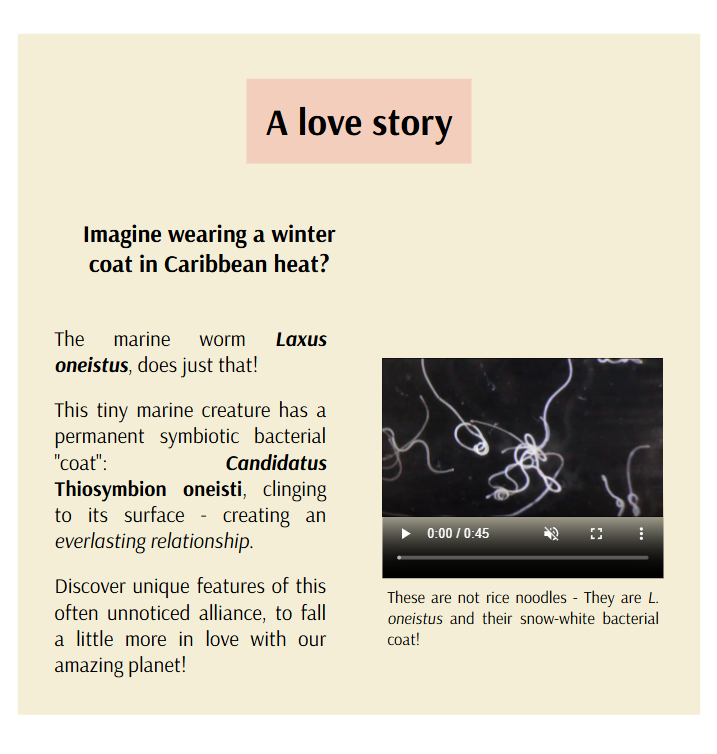 A love story
Imagine wearing a winter
coat in Caribbean heat?
The marine worm Laxus
oneistus, does just that!
This tiny marine creature has a
permanent symbiotic bacterial
"coat": Candidatus
Thiosymbion oneisti, clinging
to its surface - creating an
everlasting relationship.
Discover unique features of this
often unnoticed alliance, to fall
a little more in love with our
amazing planet!
0:00 / 0:45
These are not rice noodles - They are L.
oneistus and their snow-white bacterial
coat!